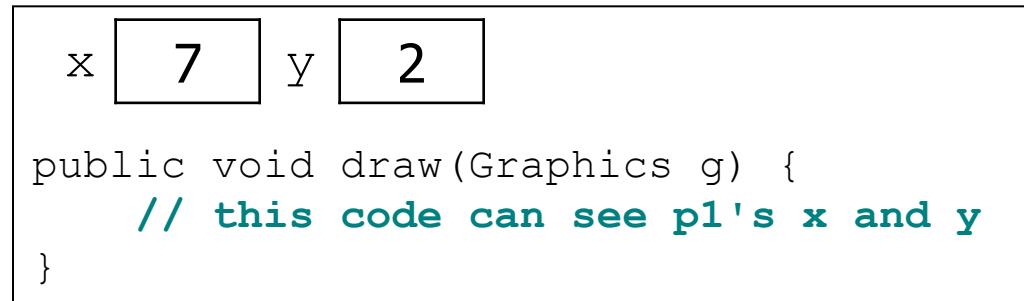 x 7 y 2
public void draw(Graphics g) {
    // this code can see p1's x and y
}